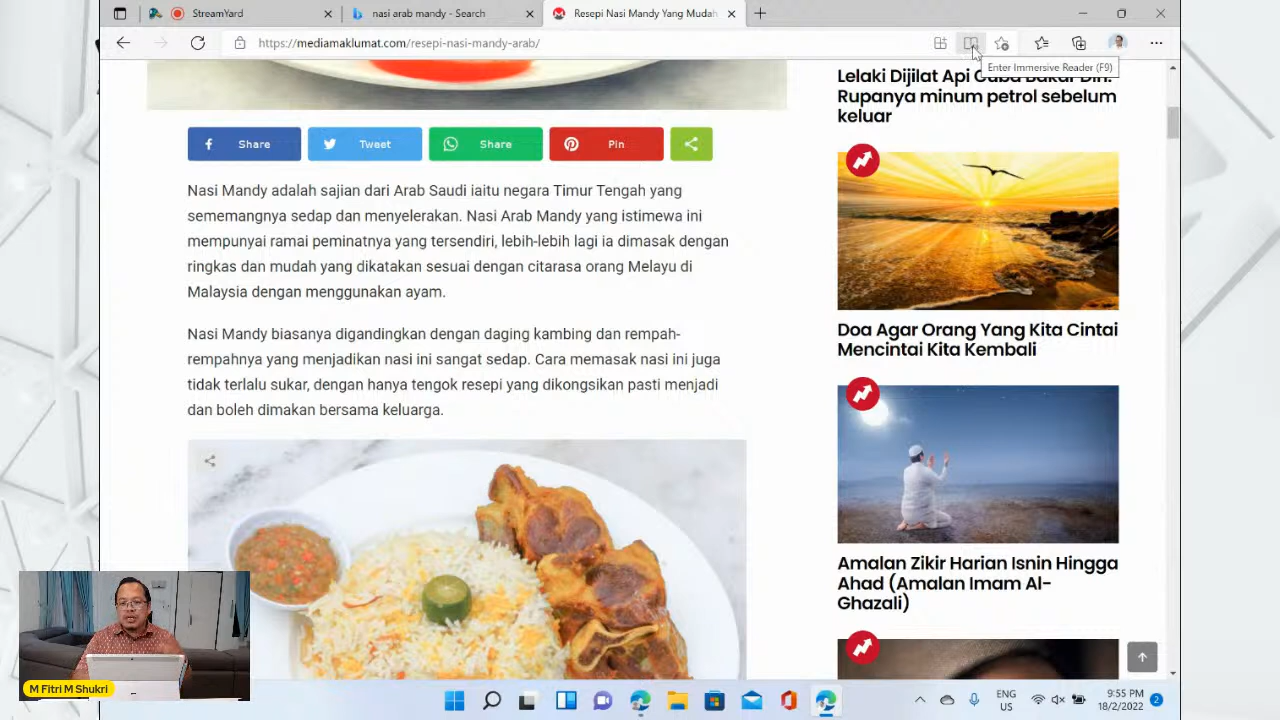 StreamYard
nasi arab mandy - Search
Resepi Nasi Mandy Yang Mudah
https://mediamaklumat.com/resepi-nasi-mandy-arab/
Enter Immersive Reader (F9)
Share
Tweet
Share
Pin
Nasi Mandy adalah sajian dari Arab Saudi iaitu negara Timur Tengah yang
sememangnya sedap dan menyelerakan. Nasi Arab Mandy yang istimewa ini
mempunyai ramai peminatnya yang tersendiri, lebih-lebih lagi ia dimasak dengan
ringkas dan mudah yang dikatakan sesuai dengan citarasa orang Melayu di
Malaysia dengan menggunakan ayam.
Nasi Mandy biasanya digandingkan dengan daging kambing dan rempah-
rempahnya yang menjadikan nasi ini sangat sedap. Cara memasak nasi ini juga
tidak terlalu sukar, dengan hanya tengok resepi yang dikongsikan pasti menjadi
dan boleh dimakan bersama keluarga.
Lelaki Dijilat Api Cuba Bakar Diri.
Rupanya minum petrol sebelum
keluar
Doa Agar Orang Yang Kita Cintai
Mencintai Kita Kembali
Amalan Zikir Harian Isnin Hingga
Ahad (Amalan Imam Al-
Ghazali)
M Fitri M Shukri
ENG
US
9:55 PM
18/2/2022
2